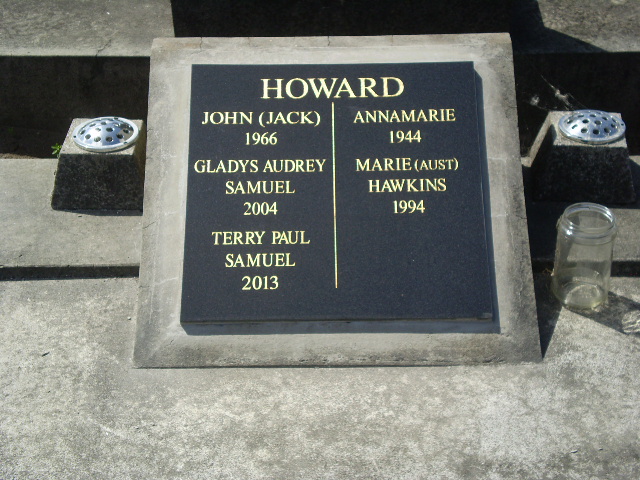 HOWARD
JOHN (JACK)
1966
GLADYS AUDREY
SAMUEL
2004
TERRY PAUL
SAMUEL
2013
ANNAMARIE
1944
MARIE (AUST)
HAWKINS
1994